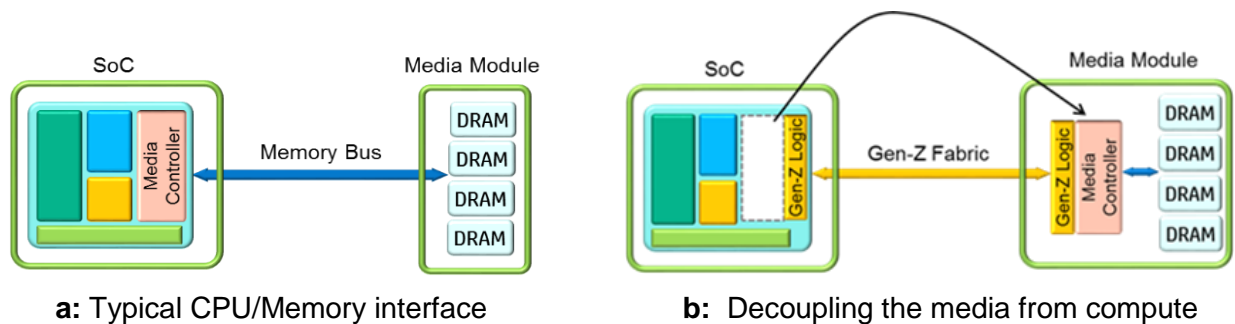 SoC
Media Module
Media
Controller
DRAM
DRAM
DRAM
DRAM
Memory Bus
a: Typical CPU/Memory interface
SoC
Media Module
Gen-Z Logic
Gen-Z Fabric
Gen-Z Logic
Media
Controller
DRAM
DRAM
DRAM
DRAM
b: Decoupling the media from compute